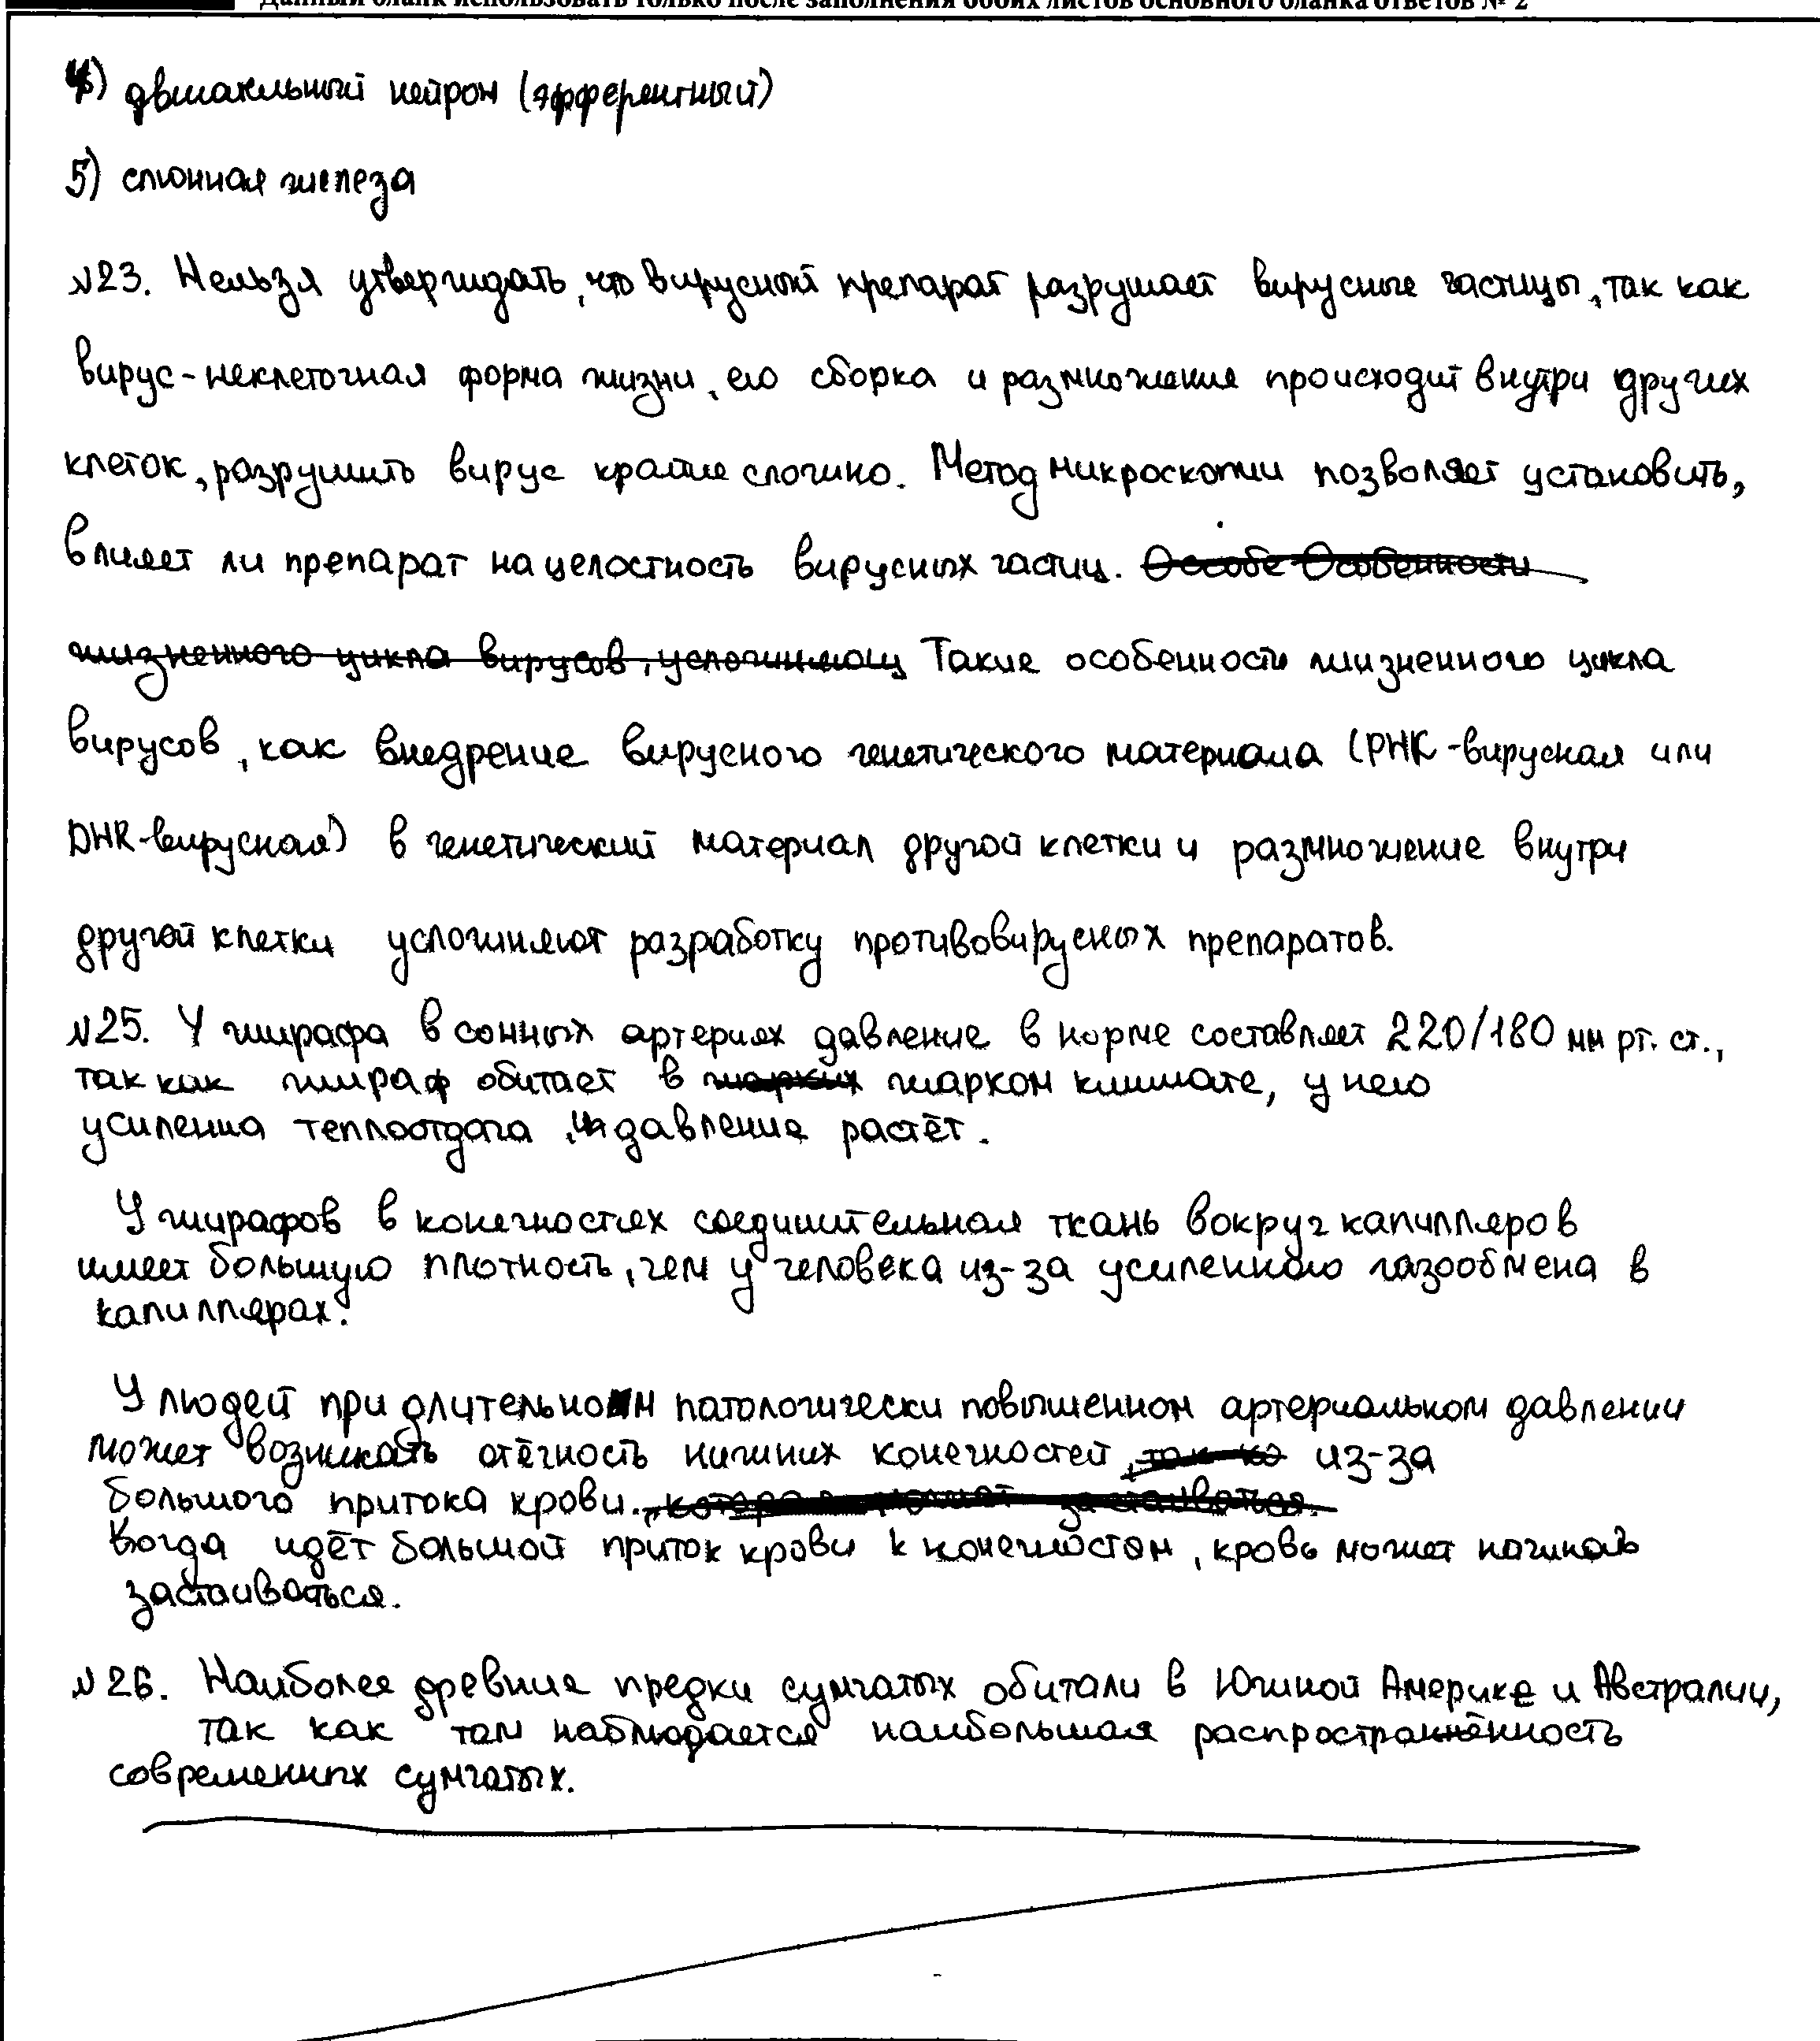 Данный бланк использовать только после заполнения обоих листов основного бланка ответов № 2
4) двигательный нейрон (эфферентный)
5) слюнная железа
№23. Нельзя утверждать, что вирусный препарат разрушает вирусные частицы, так как
вирус-неклеточная форма жизни, его сборка и размножение происходит внутри других
клеток, разрушить вирус крайне сложно. Метод микроскопии позволяет установить,
влияет ли препарат на целостность вирусных частиц. Особе Особенности
жизненного цикла вирусов, усложняющ Такие особенности жизненного цикла
вирусов, как внедрение вирусного генетического материала (РНК-вирусная или
ДНК-вирусная) в генетический материал другой клетки и размножение внутри
другой клетки усложняют разработку противовирусных препаратов.
№25. У жирафа в сонных артериях давление в норме составляет 220/180 мм рт. ст.,
так как жираф обитает в жарких жарком климате, у него
усилена теплоотдача, давление растёт.
У жирафов в конечностях соединительная ткань вокруг капилляров
имеет большую плотность, чем у человека из-за усиленного газообмена в
капиллярах.
У людей при длительном патологически повышенном артериальном давлении
может возникать отёчность нижних конечностей, так ка из-за
большого притока крови., которая может застаиваться.
Когда идёт большой приток крови к конечностям, кровь может начинать
застаиваться.
№26. Наиболее древние предки сумчатых обитали в Южной Америке и Австралии,
так как там наблюдается наибольшая распространённость
современных сумчатых.